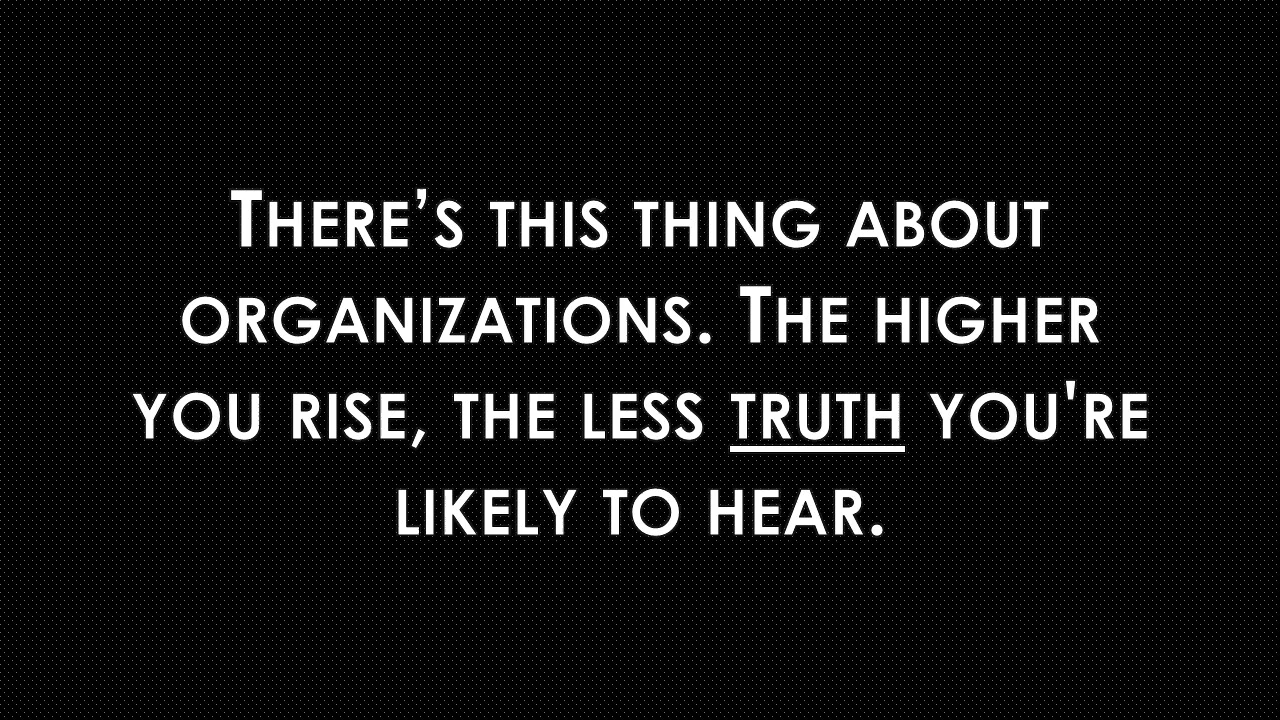 There’s this thing about
organizations. The higher
you rise, the less truth you're
likely to hear.